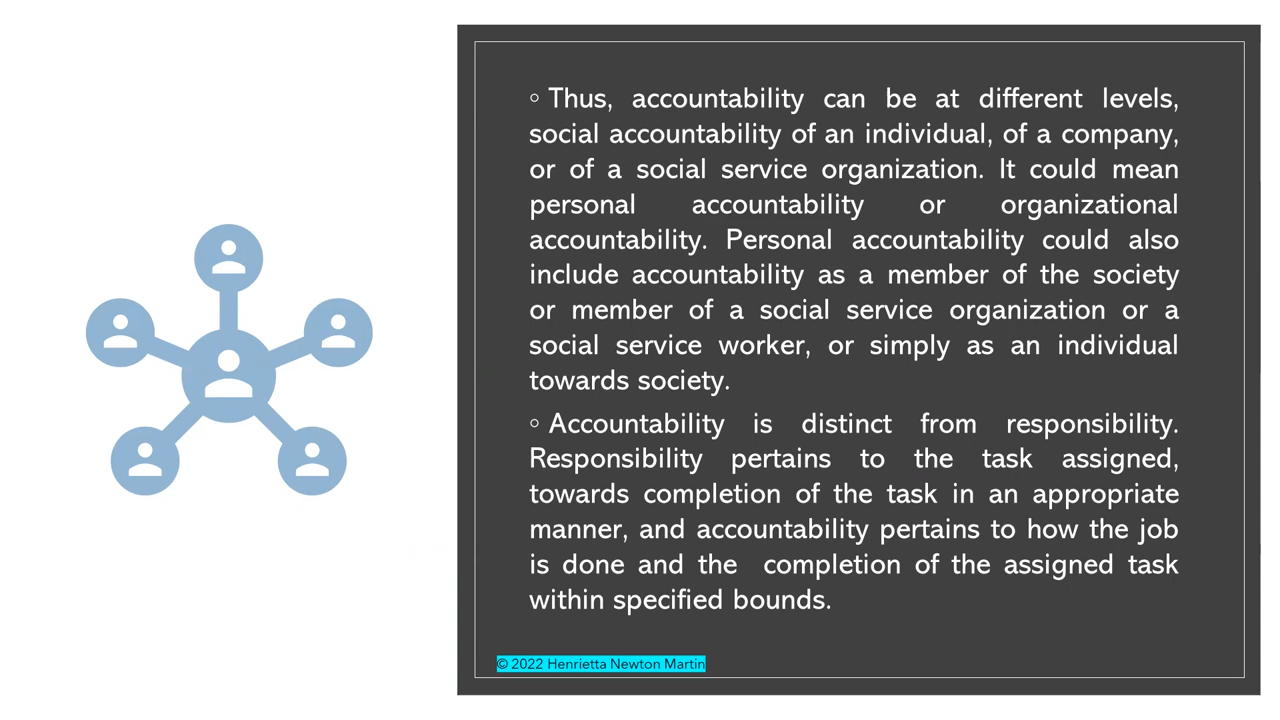 ◦ Thus, accountability can be at different levels,
social accountability of an individual, of a company,
or of a social service organization. It could mean
personal accountability or organizational
accountability. Personal accountability could also
include accountability as a member of the society
or member of a social service organization or a
social service worker, or simply as an individual
towards society.
◦ Accountability is distinct from responsibility.
Responsibility pertains to the task assigned,
towards completion of the task in an appropriate
manner, and accountability pertains to how the job
is done and the completion of the assigned task
within specified bounds.
© 2022 Henrietta Newton Martin